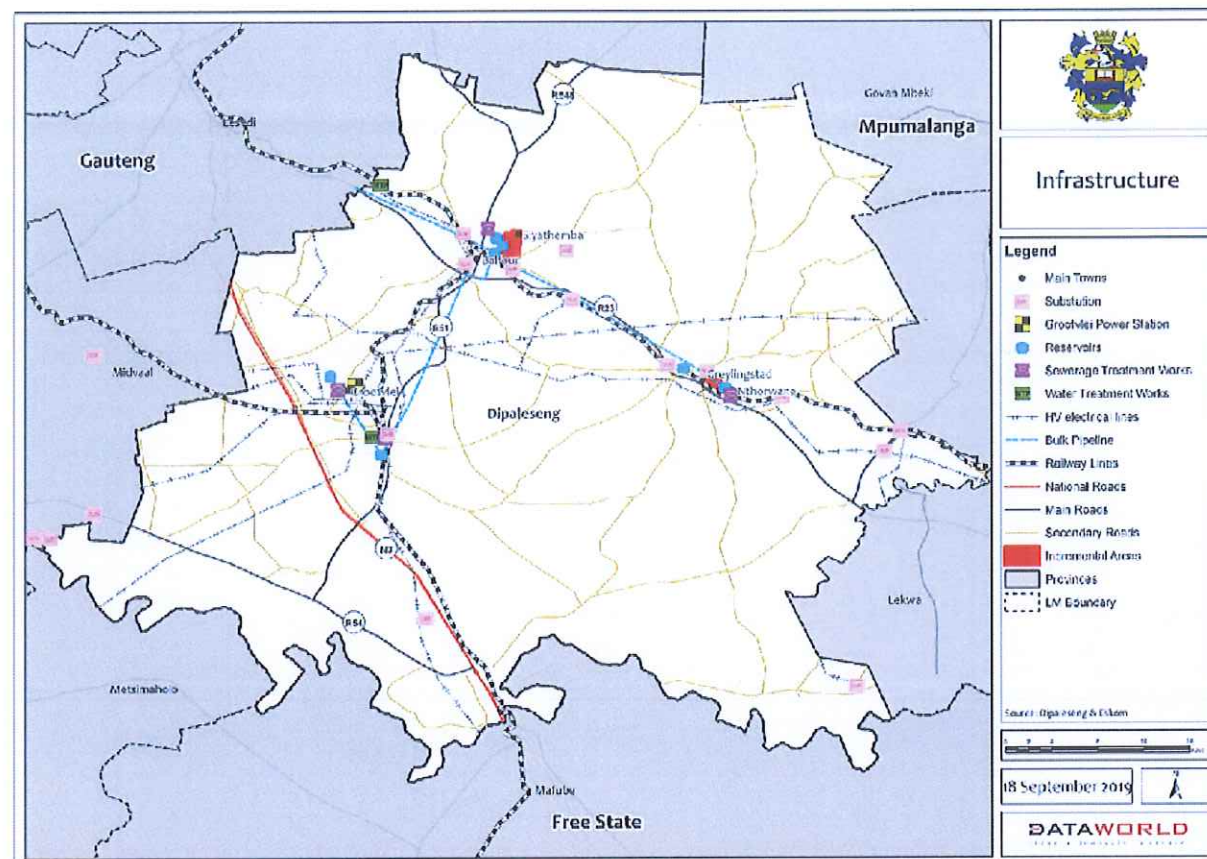 Gauteng
Mpumalanga
Govan Mbeki
R548
Siyathemba
Balfour
R23
R51
Midvaal
Grootvlei
Dipaleseng
Greylingstad
Nthorwane
R54
Lekwa
Metsimaholo
Mafube
Free State
Infrastructure
Legend
Main Towns
Substation
Grootvlei Power Station
Reservoirs
Sewerage Treatment Works
Water Treatment Works
HV electrical lines
Bulk Pipeline
Railway Lines
National Roads
Main Roads
Secondary Roads
Incremental Areas
Provinces
LM Boundary
Source: Dipaleseng & Eskom
18 September 2019
DATAWORLD